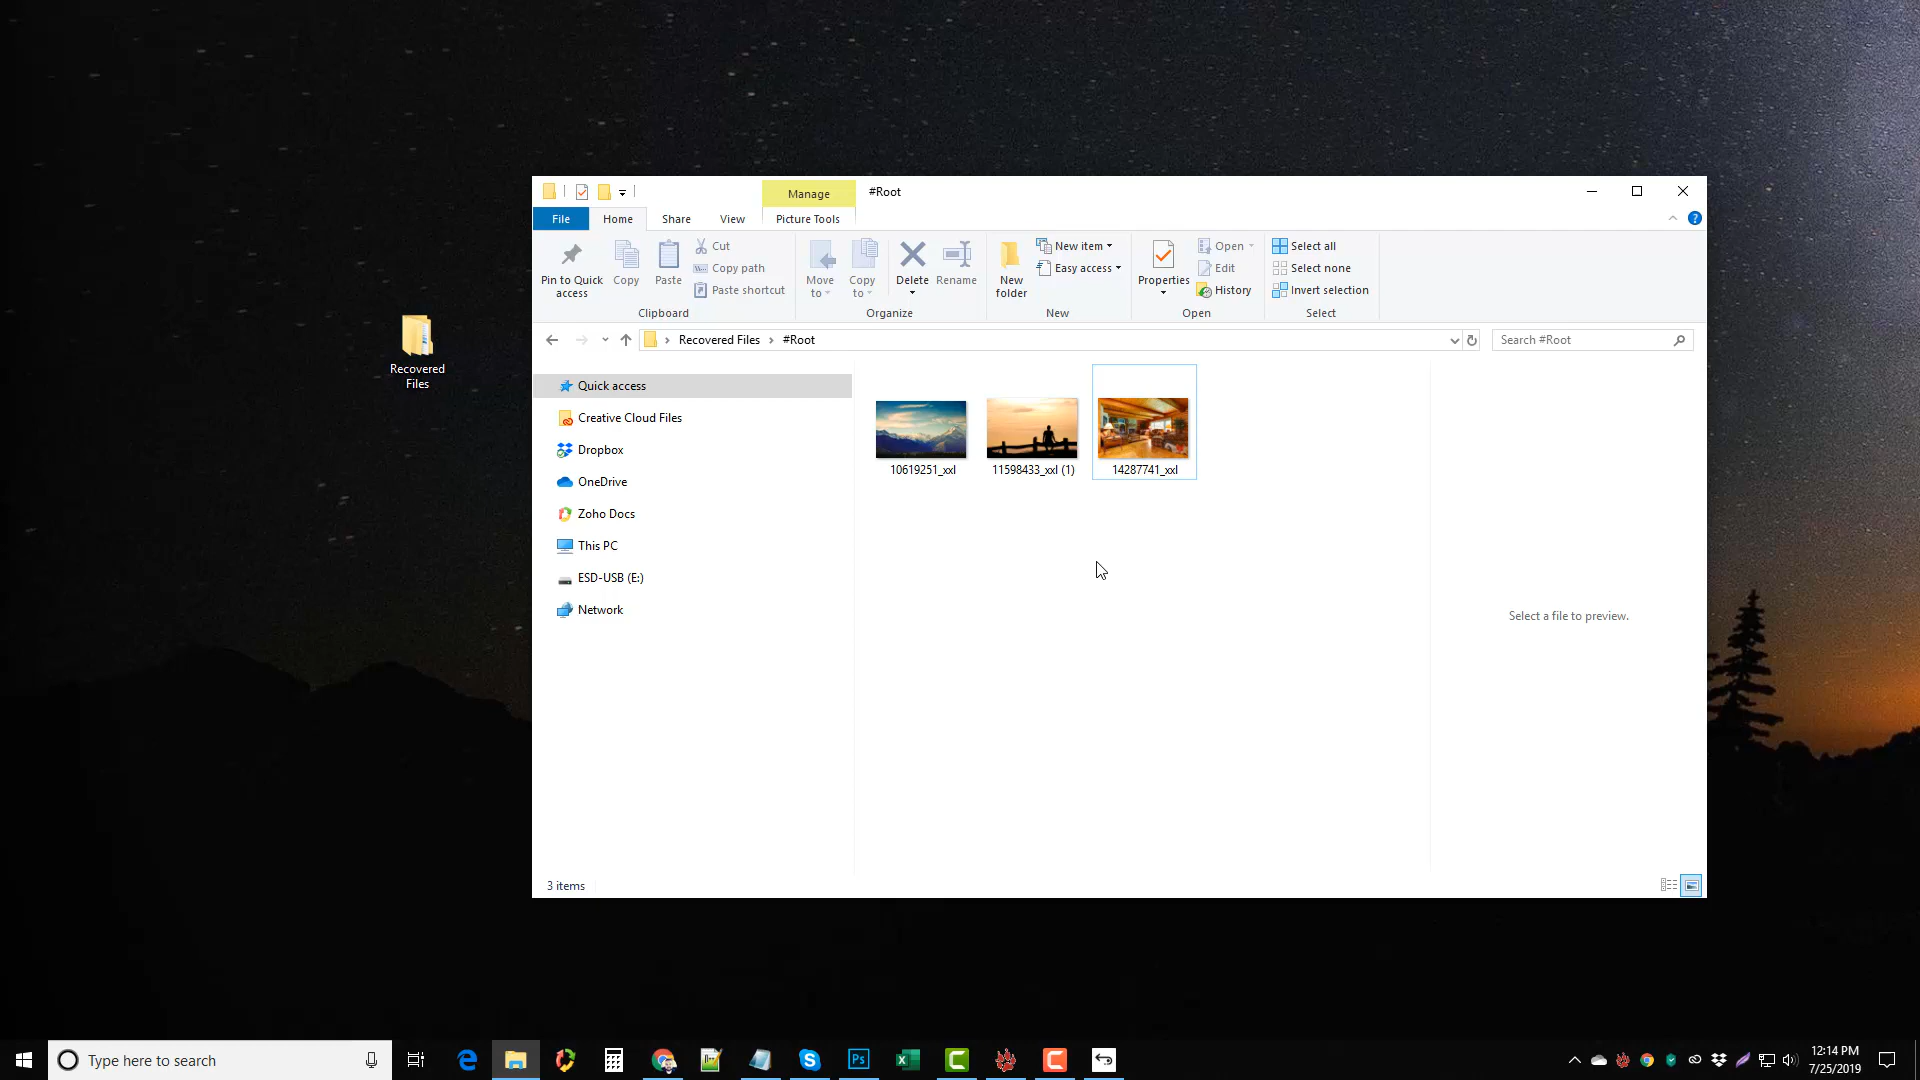 Manage
#Root
File
Home
Share
View
Picture Tools
Pin to Quick access
Copy
Paste
Cut
Copy path
Paste shortcut
Clipboard
Move to
Copy to
Delete
Rename
Organize
New folder
New item
Easy access
New
Properties
Open
Edit
History
Open
Select all
Select none
Invert selection
Select
Recovered Files
#Root
Search #Root
Recovered
Files
Quick access
Creative Cloud Files
Dropbox
OneDrive
Zoho Docs
This PC
ESD-USB (E:)
Network
10619251_xxl
11598433_xxl (1)
14287741_xxl
Select a file to preview.
3 items
Type here to search
Ps
12:14 PM
7/25/2019